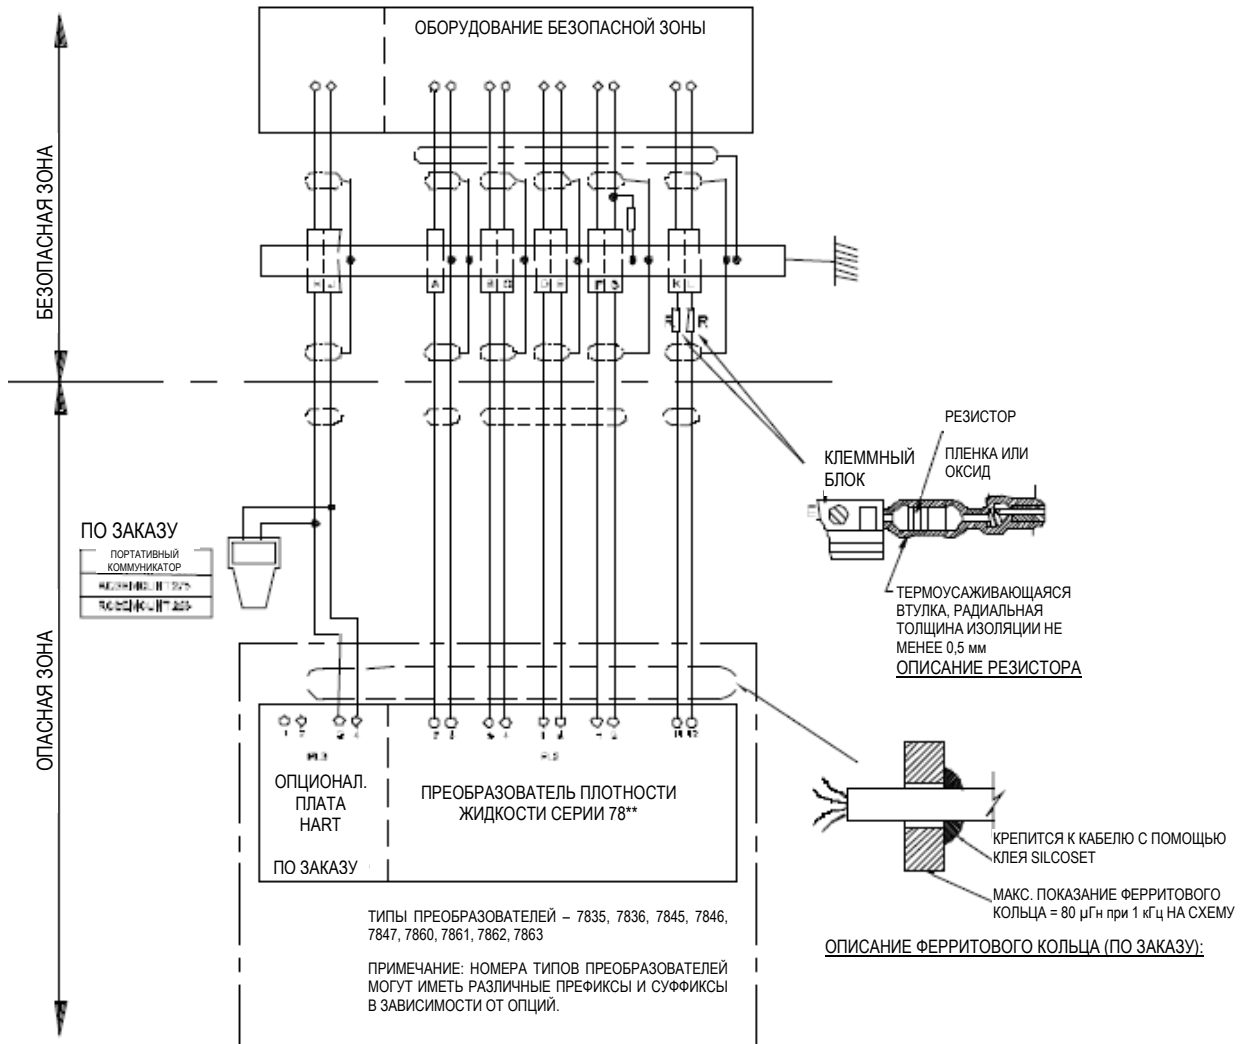 ОБОРУДОВАНИЕ БЕЗОПАСНОЙ ЗОНЫ
БЕЗОПАСНАЯ ЗОНА
A
R
R
РЕЗИСТОР
ПЛЕНКА ИЛИ
ОКСИД
КЛЕММНЫЙ
БЛОК
ПО ЗАКАЗУ
ПОРТАТИВНЫЙ
КОММУНИКАТОР
ТЕРМОУСАЖИВАЮЩАЯСЯ
ВТУЛКА, РАДИАЛЬНАЯ
ТОЛЩИНА ИЗОЛЯЦИИ НЕ
МЕНЕЕ 0,5 мм
ОПИСАНИЕ РЕЗИСТОРА
ОПАСНАЯ ЗОНА
ОПЦИОНАЛ.
ПЛАТА
HART
ПО ЗАКАЗУ
ПРЕОБРАЗОВАТЕЛЬ ПЛОТНОСТИ
ЖИДКОСТИ СЕРИИ 78**
КРЕПИТСЯ К КАБЕЛЮ С ПОМОЩЬЮ
КЛЕЯ SILCOSET
МАКС. ПОКАЗАНИЕ ФЕРРИТОВОГО
КОЛЬЦА = 80 µГн при 1 кГц НА СХЕМУ
ОПИСАНИЕ ФЕРРИТОВОГО КОЛЬЦА (ПО ЗАКАЗУ):
ТИПЫ ПРЕОБРАЗОВАТЕЛЕЙ – 7835, 7836, 7845, 7846,
7847, 7860, 7861, 7862, 7863
ПРИМЕЧАНИЕ: НОМЕРА ТИПОВ ПРЕОБРАЗОВАТЕЛЕЙ
МОГУТ ИМЕТЬ РАЗЛИЧНЫЕ ПРЕФИКСЫ И СУФФИКСЫ
В ЗАВИСИМОСТИ ОТ ОПЦИЙ.